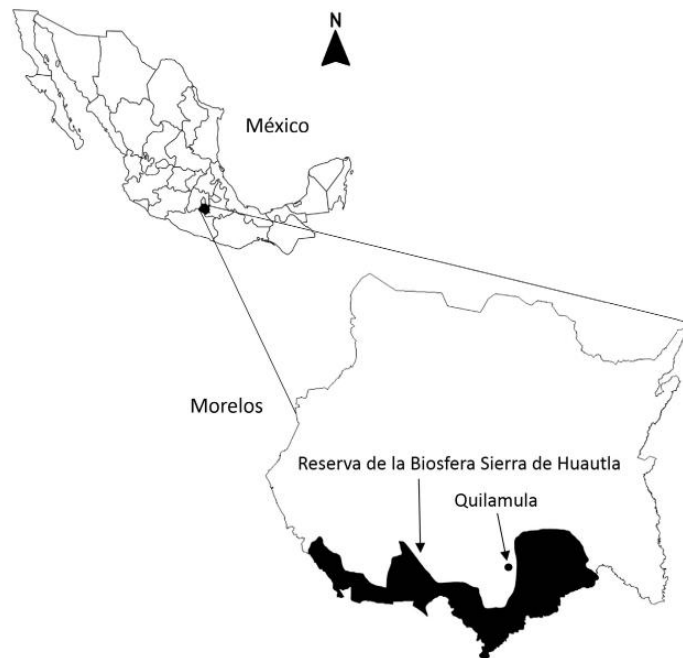 N
México
Morelos
Reserva de la Biosfera Sierra de Huautla
Quilamula